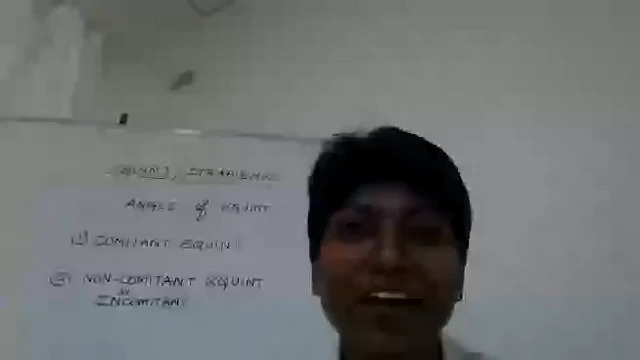 SQUINT, STRABISMUS
ANGLE of SQUINT
1) COMITANT SQUINT
2) NON-COMITANT SQUINT
or
INCOMITANT